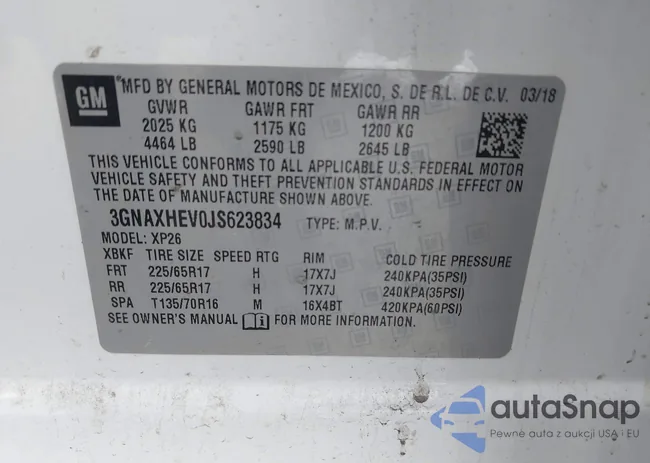 GM
MFD BY GENERAL MOTORS DE MEXICO, S. DE R.L. DE C.V. 03/18
GVWR GAWR FRT GAWR RR
2025 KG 1175 KG 1200 KG
4464 LB 2590 LB 2645 LB
THIS VEHICLE CONFORMS TO ALL APPLICABLE U.S. FEDERAL MOTOR
VEHICLE SAFETY AND THEFT PREVENTION STANDARDS IN EFFECT ON
THE DATE OF MANUFACTURE SHOWN ABOVE.
3GNAXHEV0JS623834 TYPE: M.P.V.
MODEL: XP26
XBKF TIRE SIZE SPEED RTG RIM COLD TIRE PRESSURE
FRT 225/65R17 H 17X7J 240KPA(35PSI)
RR 225/65R17 H 17X7J 240KPA(35PSI)
SPA T135/70R16 M 16X4BT 420KPA(60PSI)
SEE OWNER'S MANUAL FOR MORE INFORMATION.
autaSnap
Pewne auta z aukcji USA i EU